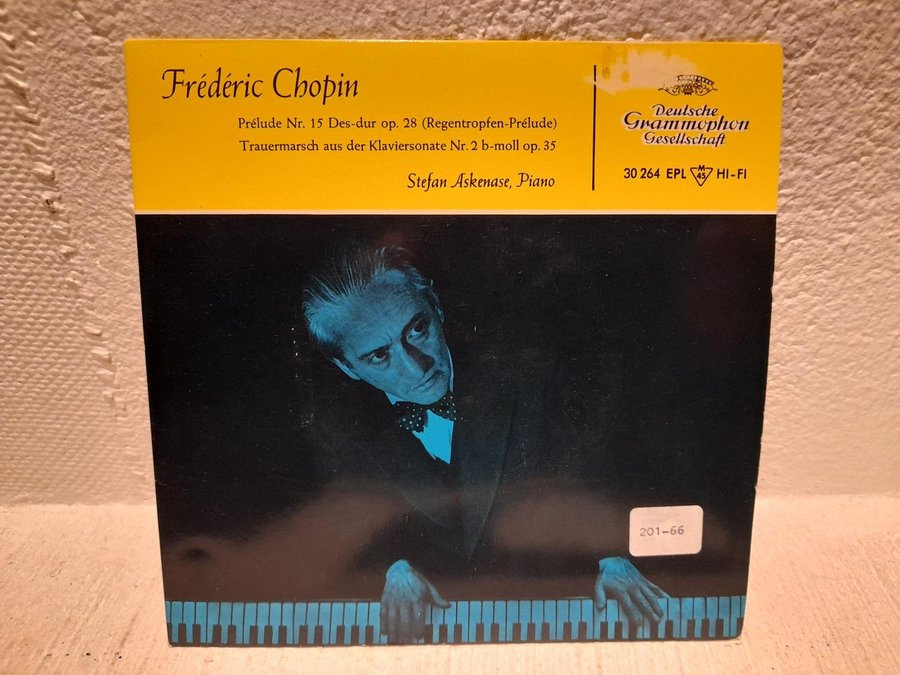 Frédéric Chopin
Prélude Nr. 15 Des-dur op. 28 (Regentropfen-Prélude)
Trauermarsch aus der Klaviersonate Nr. 2 b-moll op. 35
Stefan Askenase, Piano
Deutsche
Grammophon
Gesellschaft
30 264 EPL M 45 HI-FI
201-66